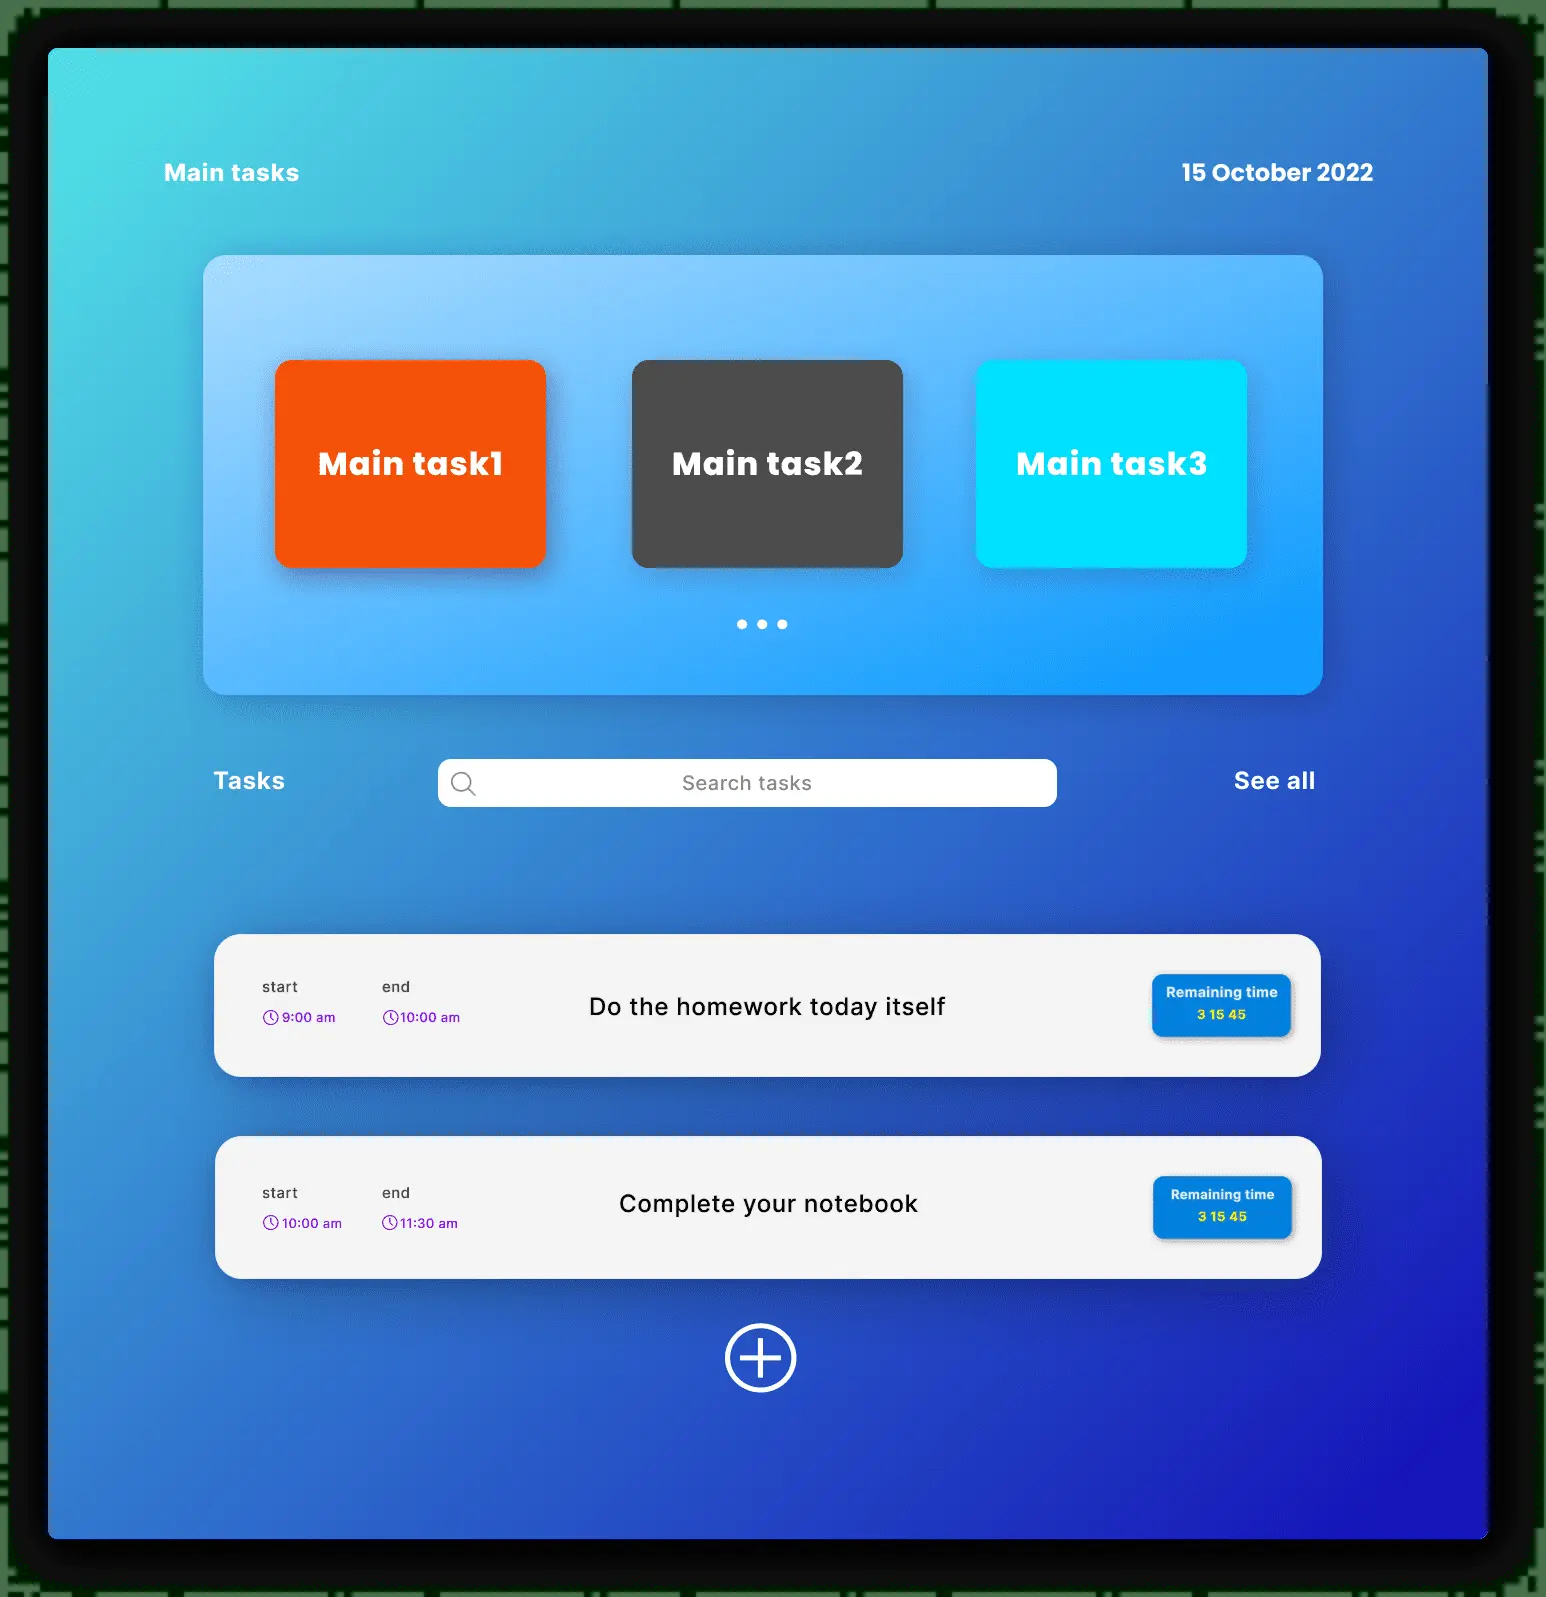 Main tasks
15 October 2022
Main task1
Main task2
Main task3
Tasks
Search tasks
See all
start
end
9:00 am
10:00 am
Do the homework today itself
Remaining time
3 15 45
start
end
10:00 am
11:30 am
Complete your notebook
Remaining time
3 15 45